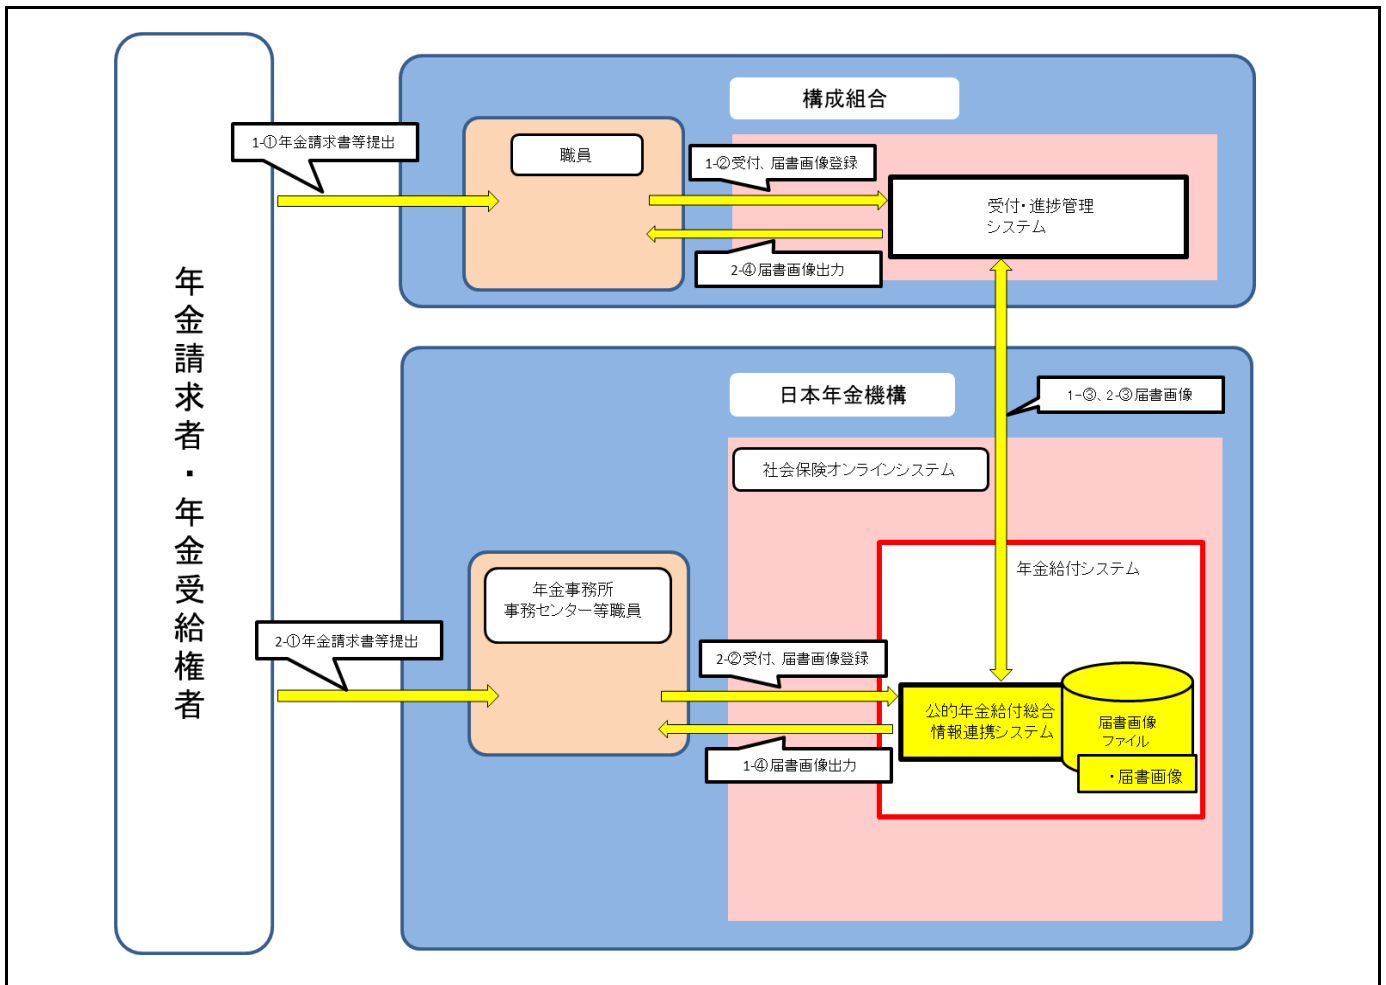 年金請求者・年金受給権者
構成組合
職員
1-①年金請求書等提出
1-②受付、届書画像登録
受付・進捗管理
システム
2-④届書画像出力
日本年金機構
1-③、2-③届書画像
社会保険オンラインシステム
年金給付システム
年金事務所
事務センター等職員
2-①年金請求書等提出
2-②受付、届書画像登録
公的年金給付総合
情報連携システム
届書画像
ファイル
・届書画像
1-④届書画像出力